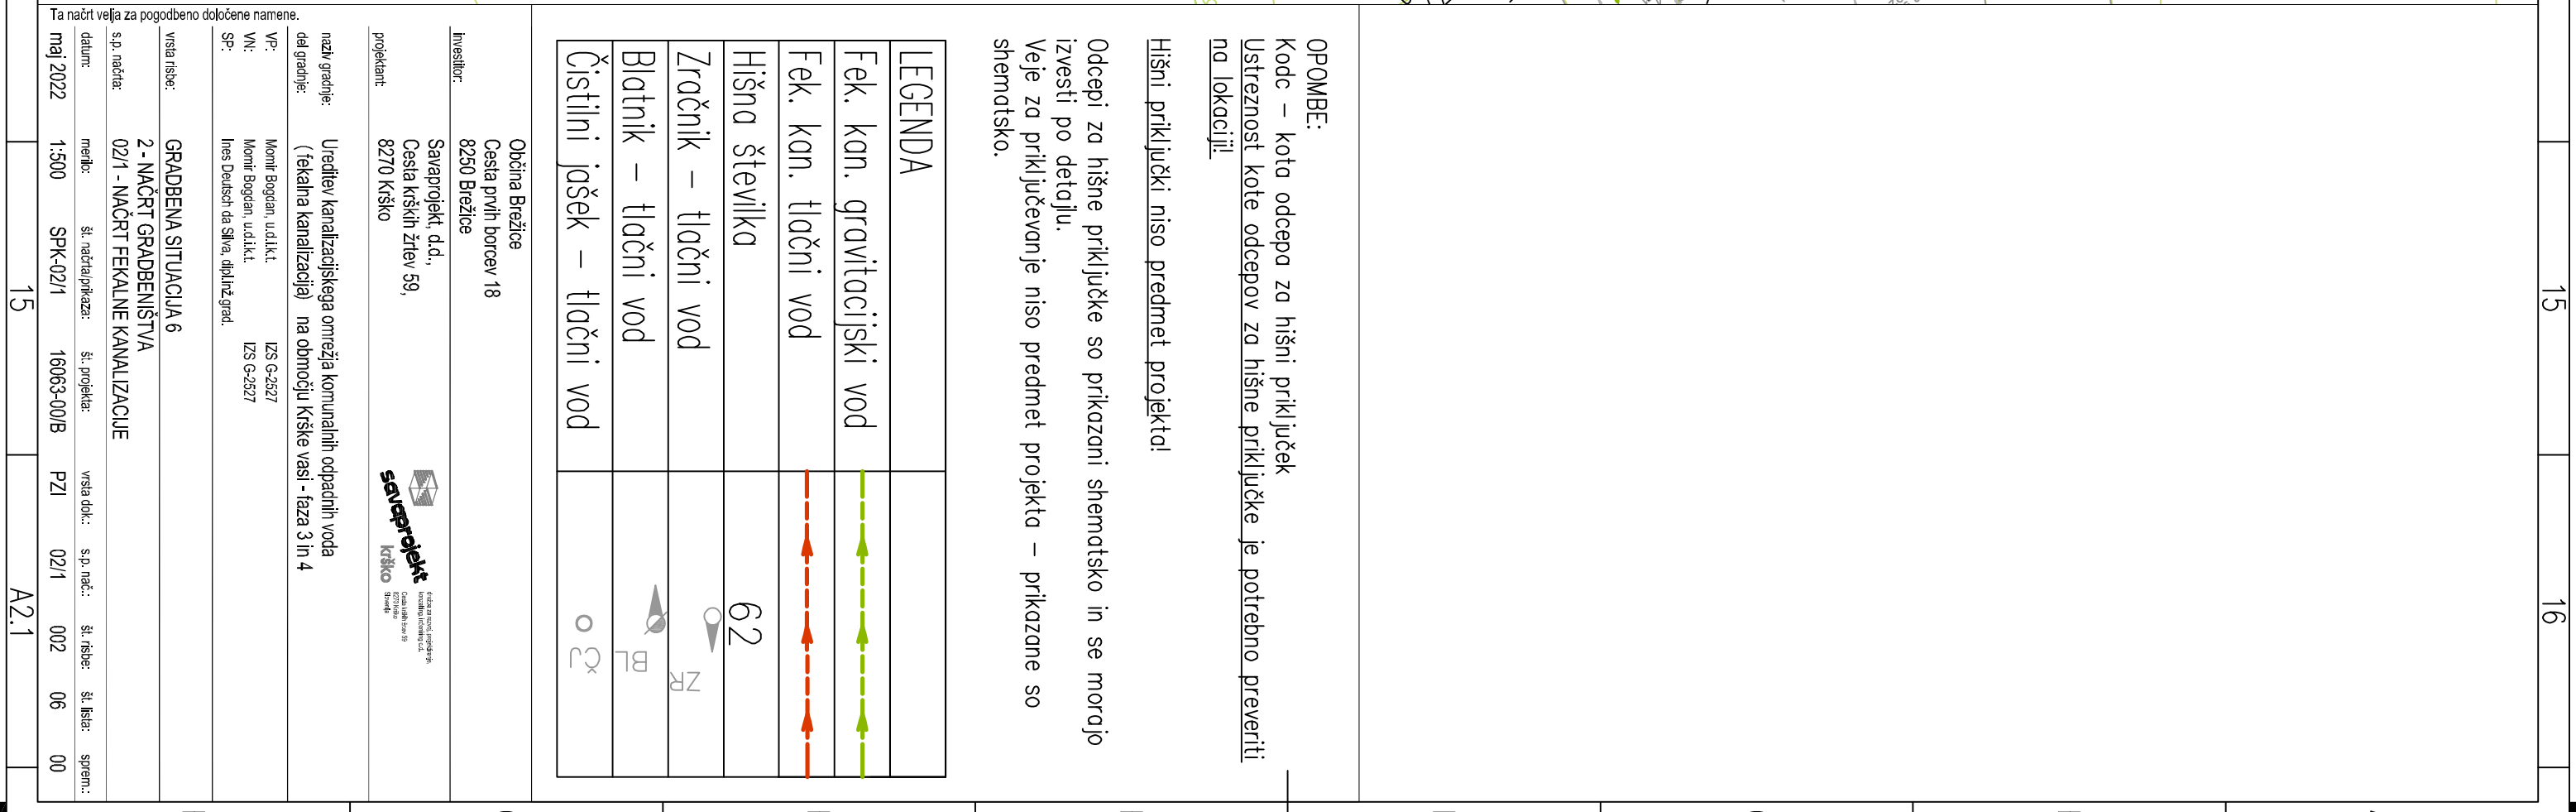 OPOMBE:
Kodc – kota odcepa za hišni priključek
Ustreznost kote odcepov za hišne priključke je potrebno preveriti
na lokaciji!
Hišni priključki niso predmet projekta!
Odcepi za hišne priključke so prikazani shematsko in se morajo
izvesti po detajlu.
Veje za priključevanje niso predmet projekta – prikazane so
shematsko.
LEGENDA
Fek. kan. gravitacijski vod
Fek. kan. tlačni vod
Hišna številka 62
Zračnik – tlačni vod ZR
Blatnik – tlačni vod BL
Čistilni jašek – tlačni vod ČJ
investitor: Občina Brežice
Cesta prvih borcev 18
8250 Brežice
projektant: Savaprojekt, d.d.,
Cesta krških žrtev 59,
8270 Krško
savaprojekt
krško
Cesta krških žrtev 59
8270 Krško
Slovenija
naziv gradnje: Ureditev kanalizacijskega omrežja komunalnih odpadnih voda
del gradnje: ( fekalna kanalizacija) na območju Krške vasi - faza 3 in 4
VP: Momir Bogdan, u.d.i.k.t. IZS G-2527
VN: Momir Bogdan, u.d.i.k.t. IZS G-2527
SP: Ines Deutsch da Silva, dipl.inž.grad.
vrsta risbe: GRADBENA SITUACIJA 6
2 - NAČRT GRADBENIŠTVA
s.p. načrta: 02/1 - NAČRT FEKALNE KANALIZACIJE
datum: merilo: št. načrta/prikaza: št. projekta: vrsta dok.: s.p. nač.: št. risbe: št. lista: sprem.:
maj 2022 1:500 SPK-02/1 16063-00/B PZI 02/1 002 06 00
Ta načrt velja za pogodbeno določene namene.
15
16
15
A2.1